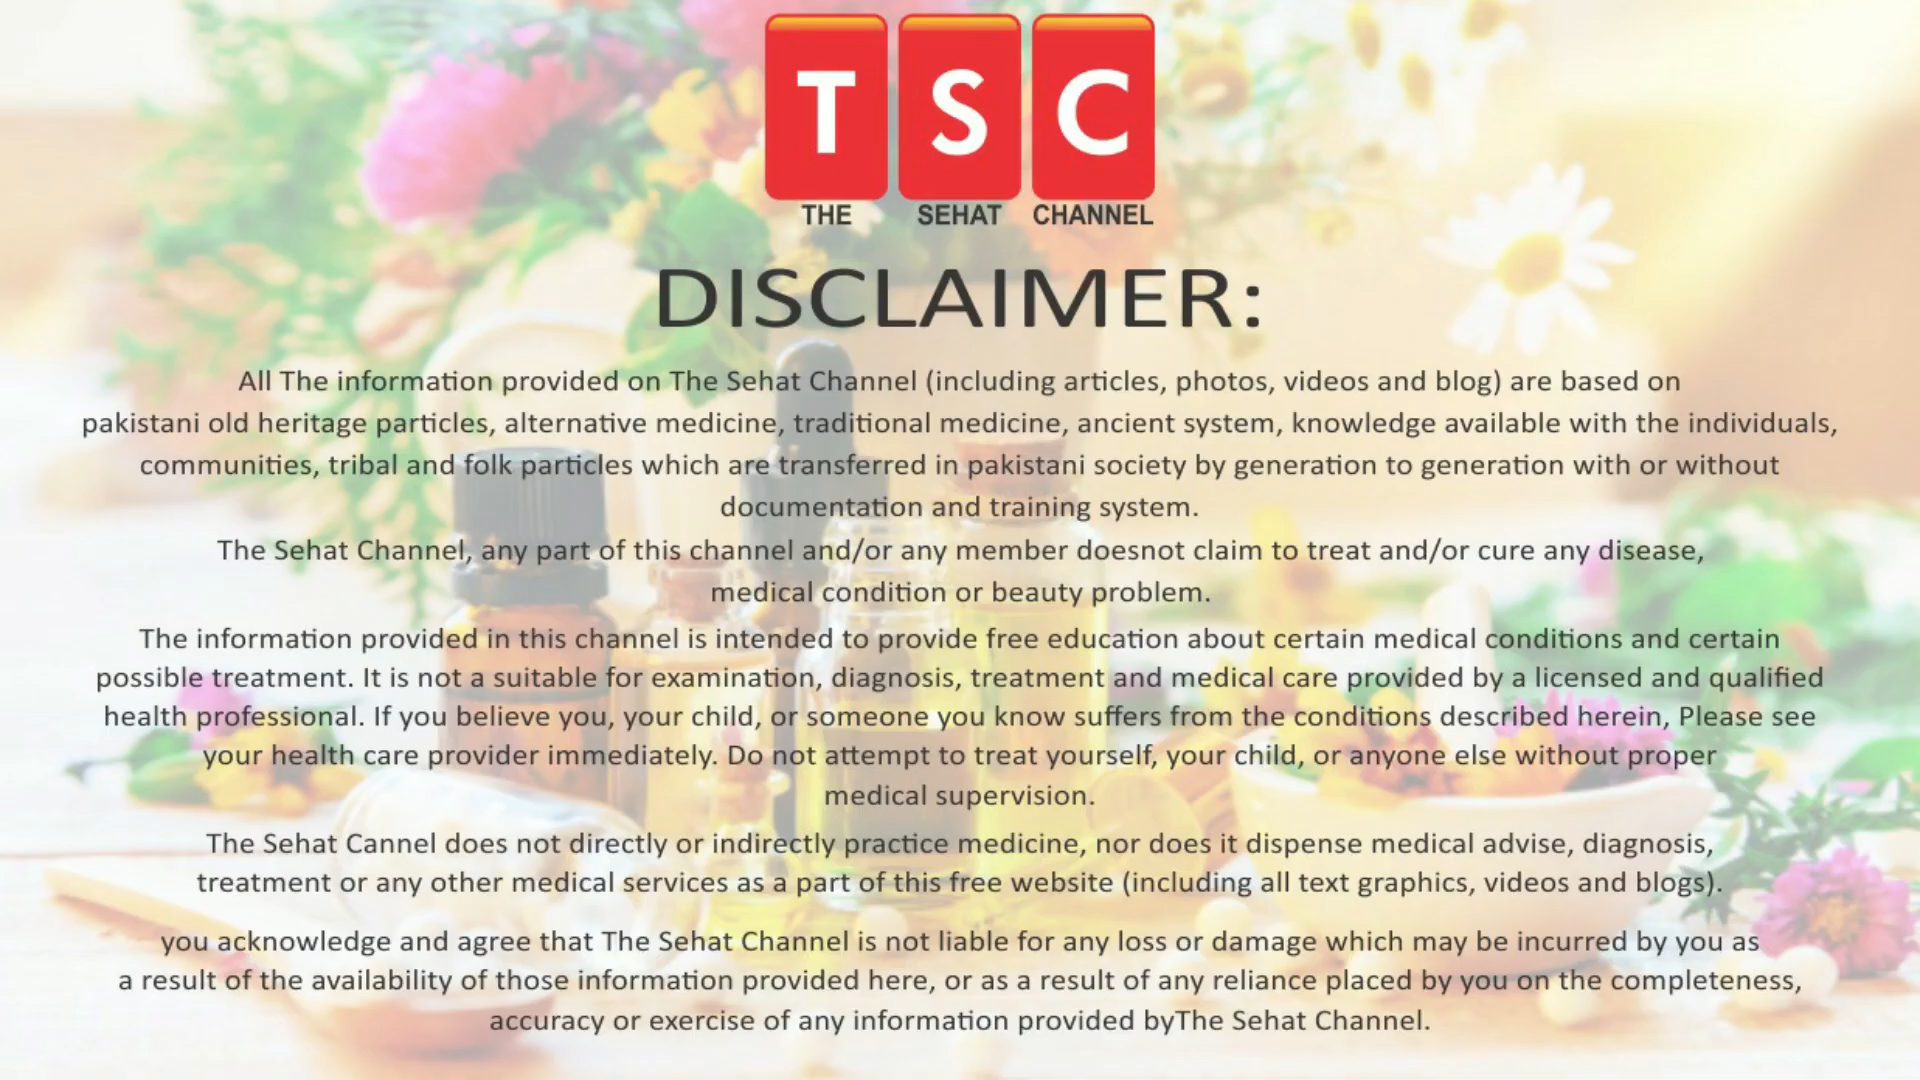 T S C
THE SEHAT CHANNEL
DISCLAIMER:
All The information provided on The Sehat Channel (including articles, photos, videos and blog) are based on
pakistani old heritage particles, alternative medicine, traditional medicine, ancient system, knowledge available with the individuals,
communities, tribal and folk particles which are transferred in pakistani society by generation to generation with or without
documentation and training system.
The Sehat Channel, any part of this channel and/or any member doesnot claim to treat and/or cure any disease,
medical condition or beauty problem.
The information provided in this channel is intended to provide free education about certain medical conditions and certain
possible treatment. It is not a suitable for examination, diagnosis, treatment and medical care provided by a licensed and qualified
health professional. If you believe you, your child, or someone you know suffers from the conditions described herein, Please see
your health care provider immediately. Do not attempt to treat yourself, your child, or anyone else without proper
medical supervision.
The Sehat Cannel does not directly or indirectly practice medicine, nor does it dispense medical advise, diagnosis,
treatment or any other medical services as a part of this free website (including all text graphics, videos and blogs).
you acknowledge and agree that The Sehat Channel is not liable for any loss or damage which may be incurred by you as
a result of the availability of those information provided here, or as a result of any reliance placed by you on the completeness,
accuracy or exercise of any information provided byThe Sehat Channel.